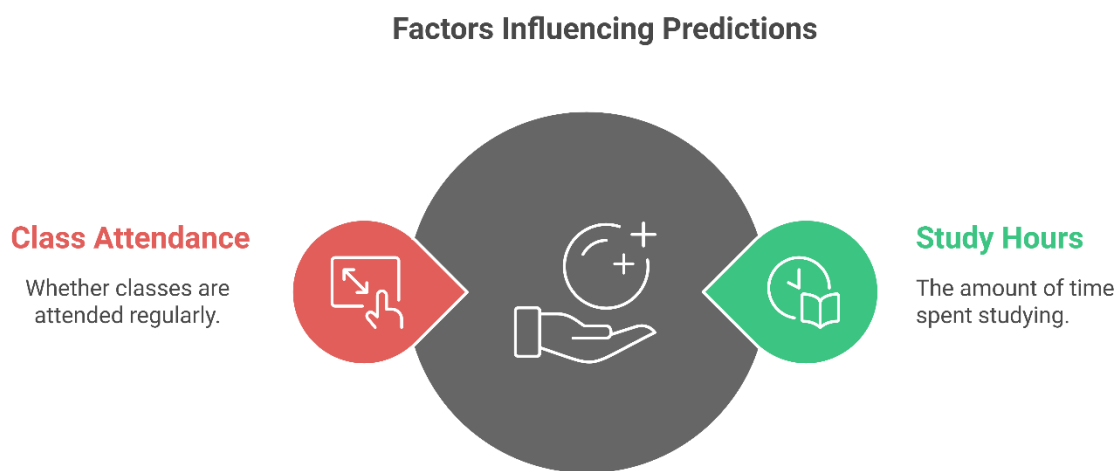 Factors Influencing Predictions
Class Attendance
Whether classes are
attended regularly.
Study Hours
The amount of time
spent studying.